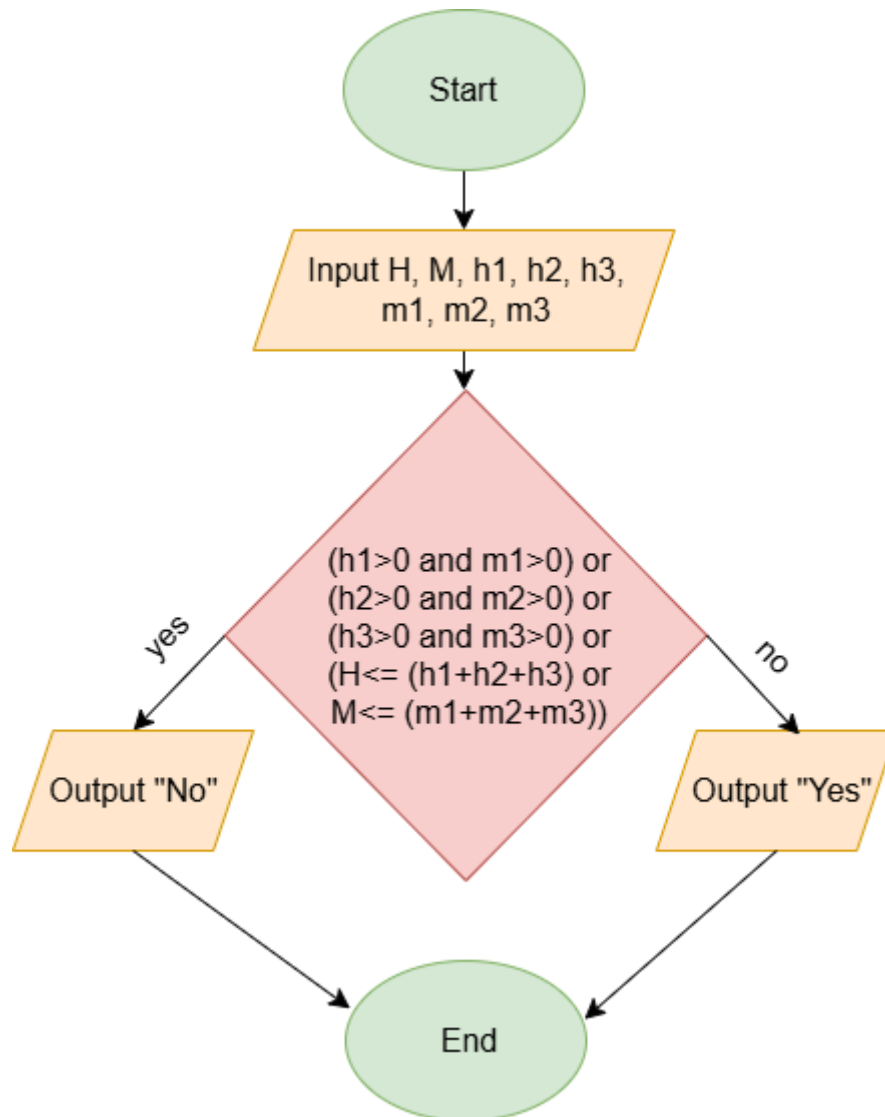 Start
Input H, M, h1, h2, h3,
m1, m2, m3
(h1>0 and m1>0) or
(h2>0 and m2>0) or
(h3>0 and m3>0) or
(H<= (h1+h2+h3) or
M<= (m1+m2+m3))
yes
no
Output "No"
Output "Yes"
End